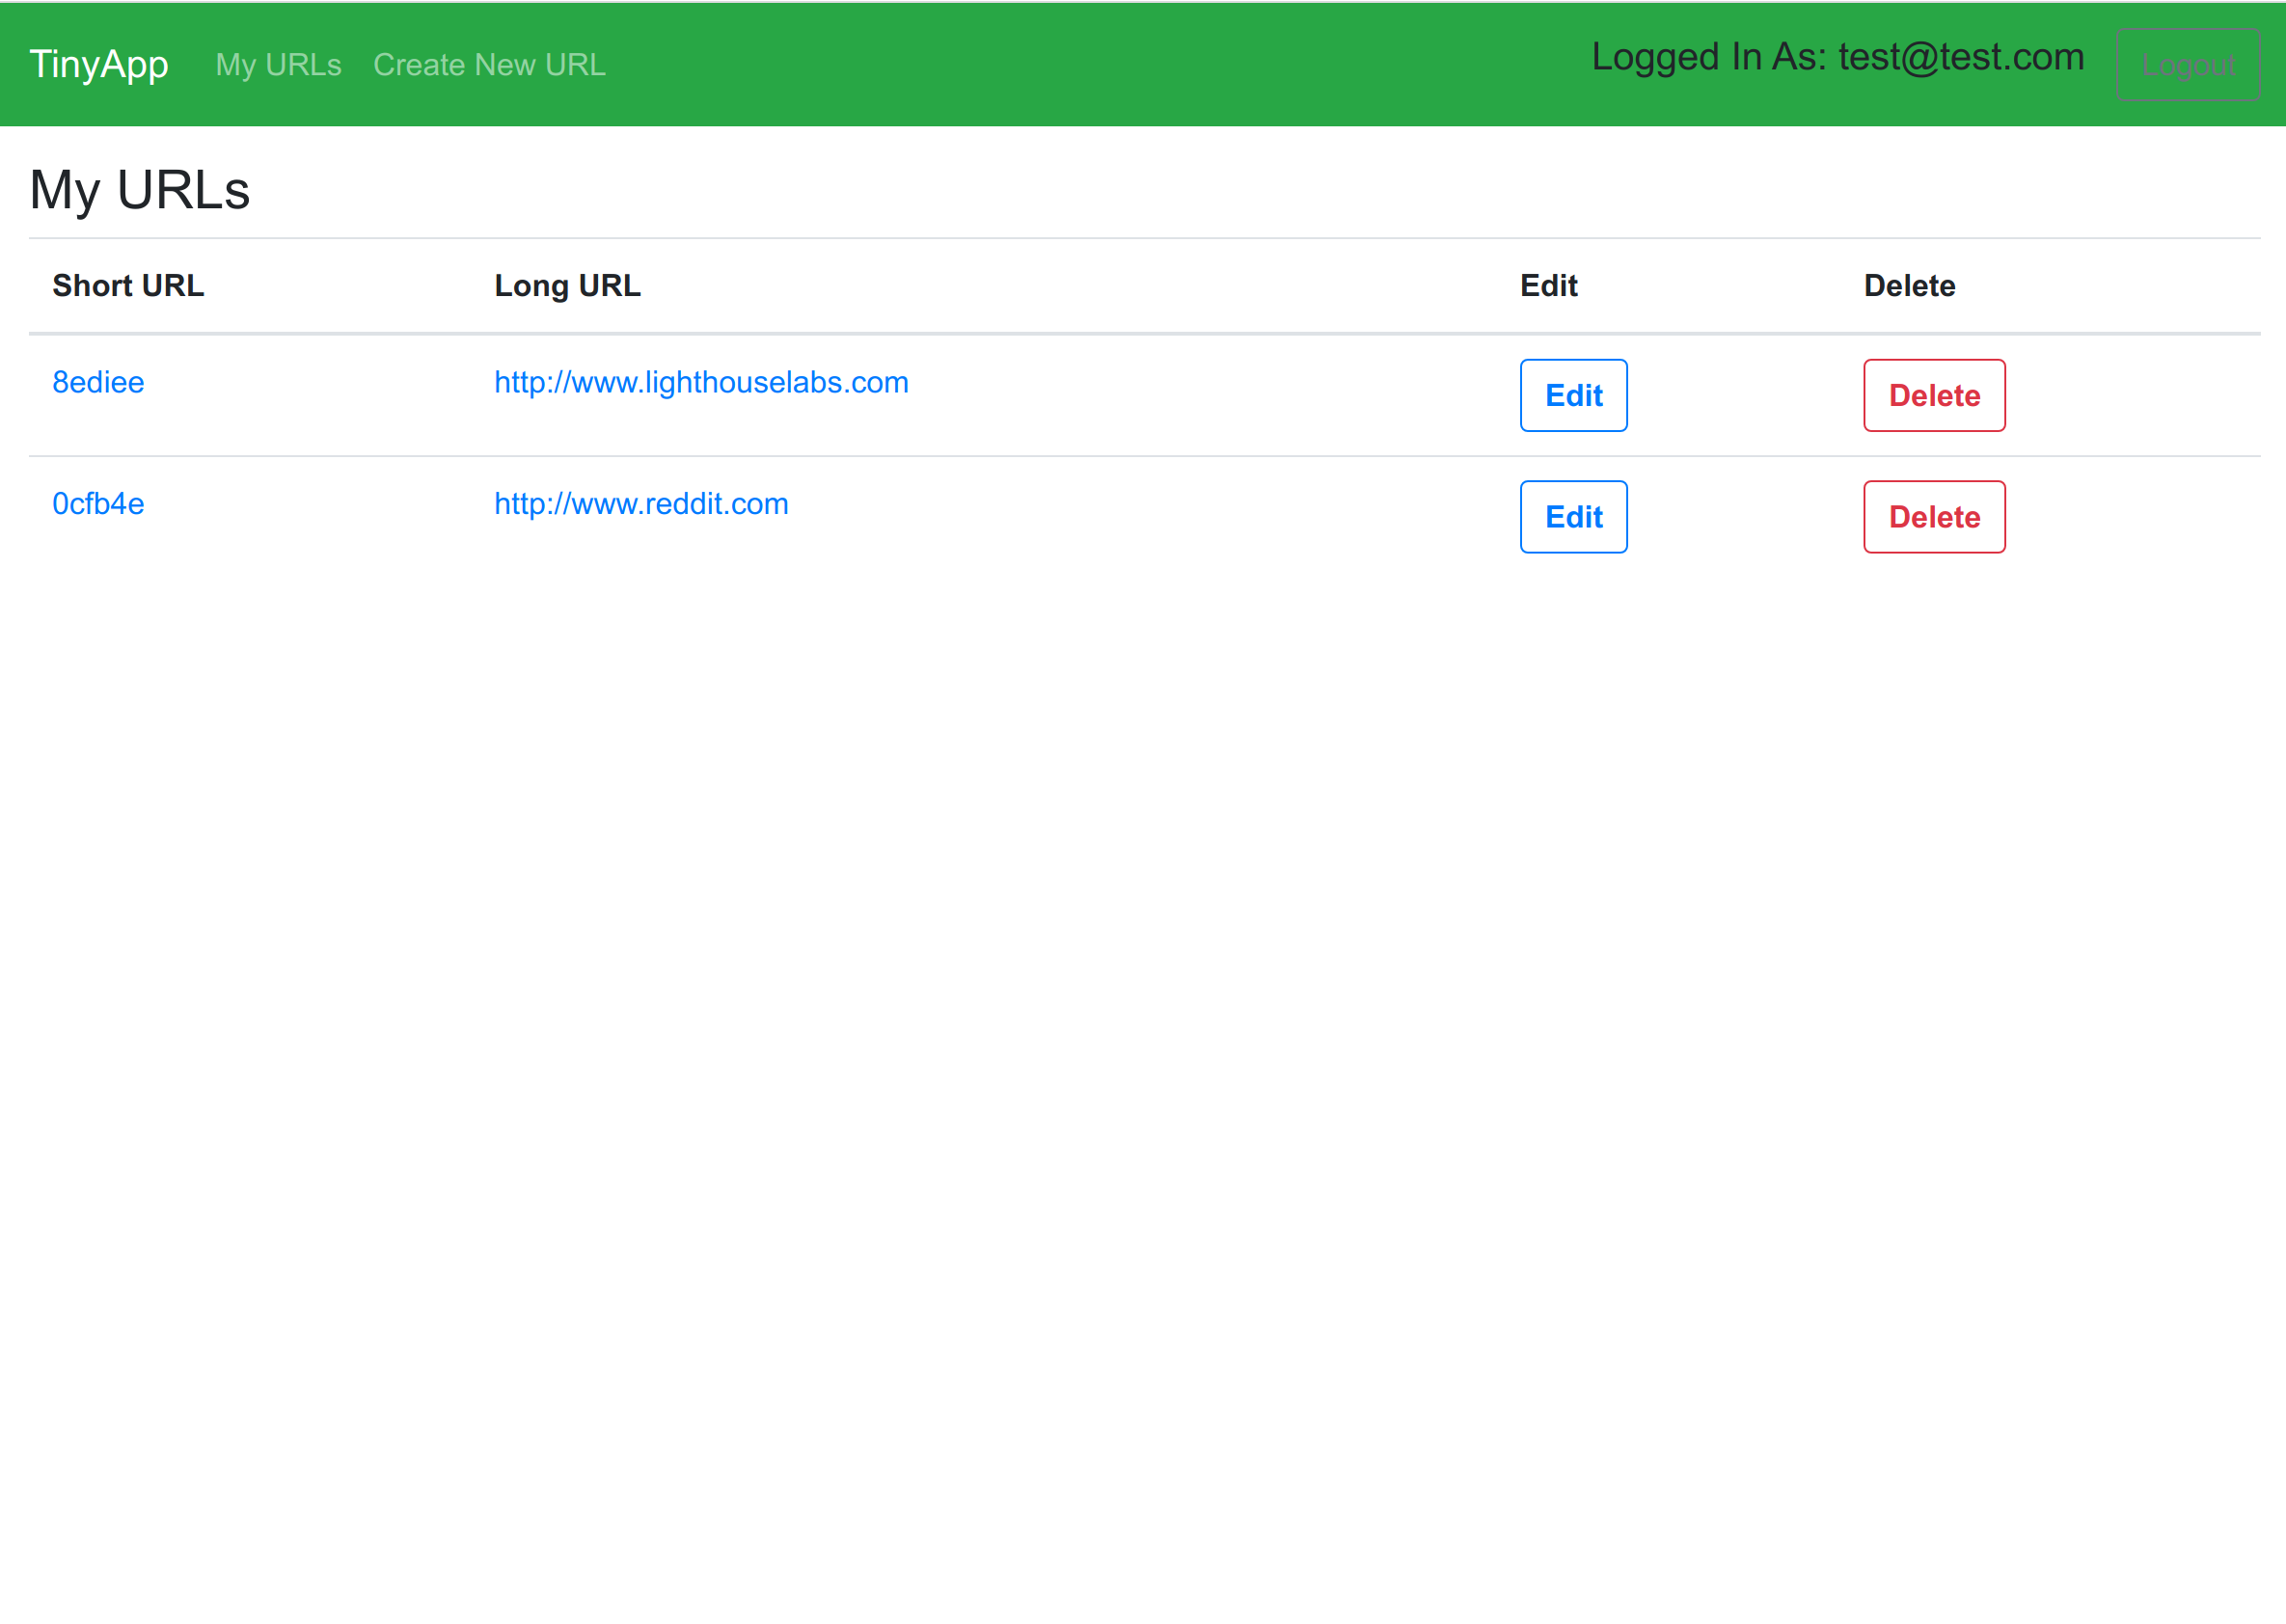 TinyApp My URLs Create New URL Logged In As: test@test.com Logout
My URLs
Short URL Long URL Edit Delete
8ediee http://www.lighthouselabs.com Edit Delete
0cfb4e http://www.reddit.com Edit Delete